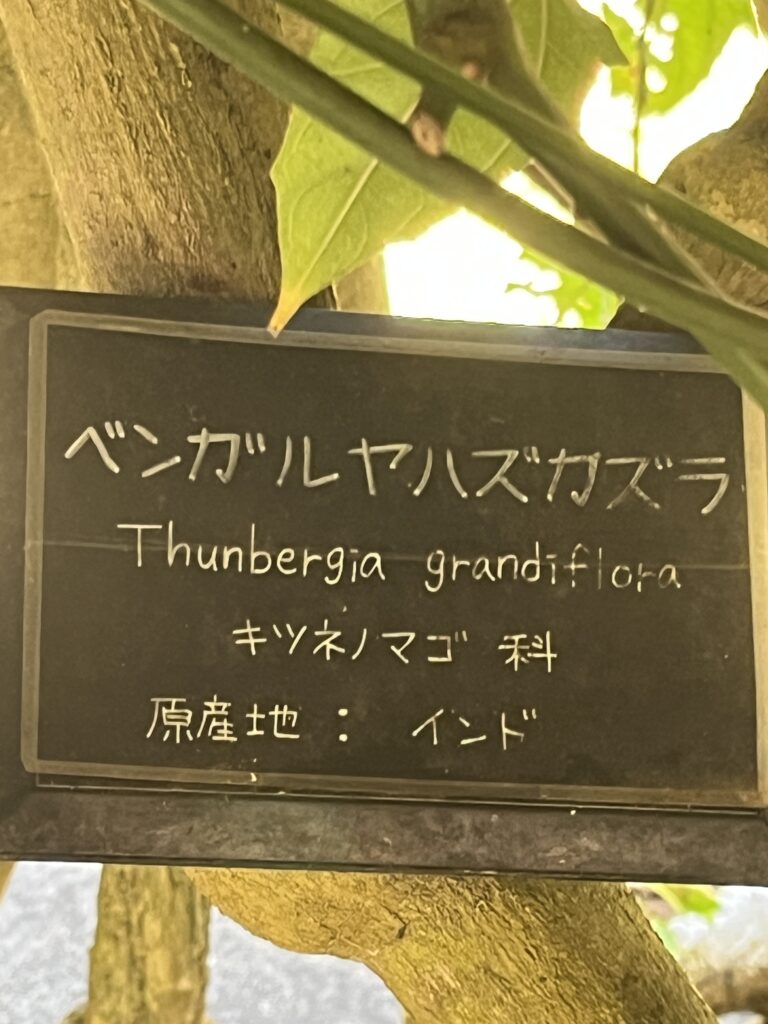 ベンガルヤハズカズラ
Thunbergia grandiflora
キツネノマゴ 科
原産地 : インド